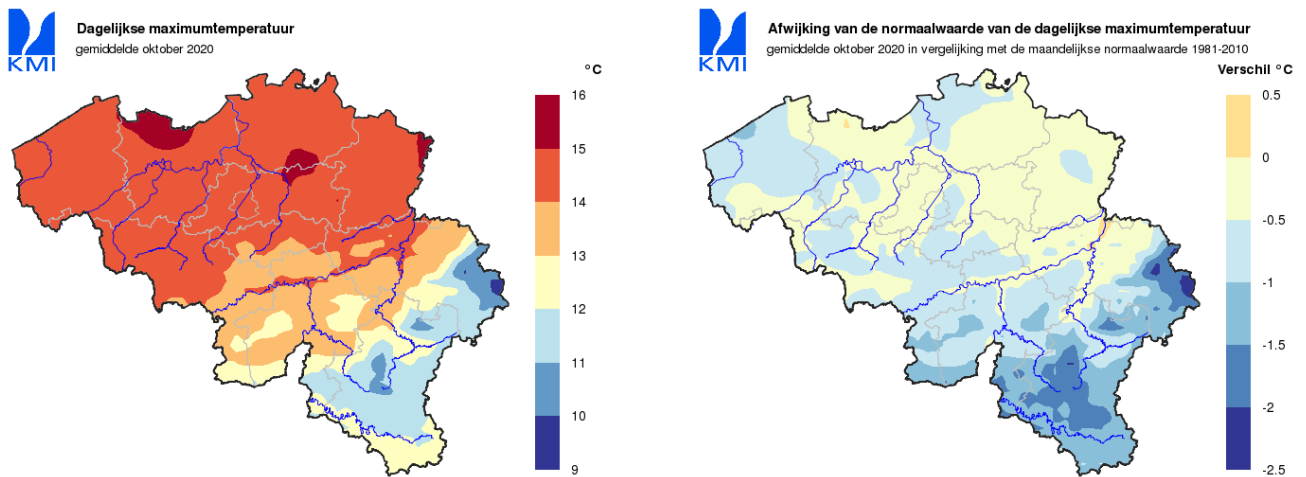 Dagelijkse maximumtemperatuur
gemiddelde oktober 2020
KMI
°C
16
15
14
13
12
11
10
9
Afwijking van de normaalwaarde van de dagelijkse maximumtemperatuur
gemiddelde oktober 2020 in vergelijking met de maandelijkse normaalwaarde 1981-2010
KMI
Verschil °C
0.5
0
-0.5
-1
-1.5
-2
-2.5